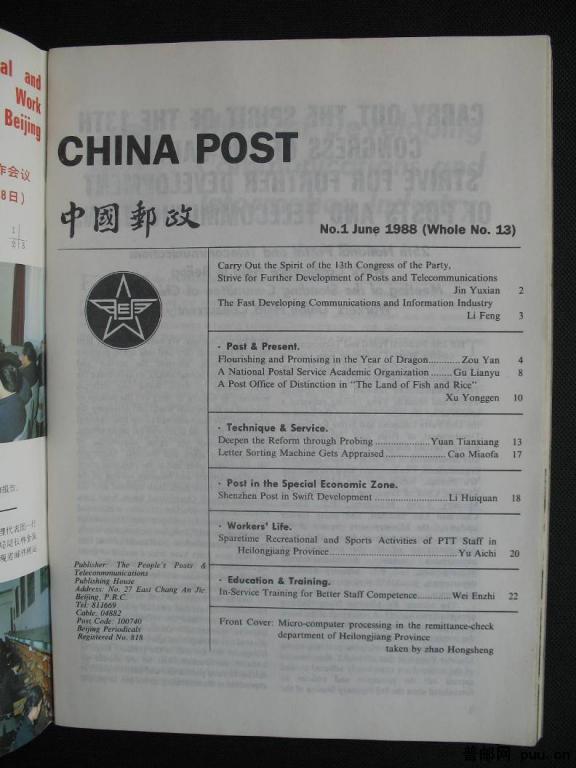 al and
Work
Beijing
作会议
8日)
CHINA POST
中國郵政
No.1 June 1988 (Whole No. 13)
Carry Out the Spirit of the 13th Congress of the Party,
Strive for Further Development of Posts and Telecommunications
Jin Yuxian 2
The Fast Developing Communications and Information Industry
Li Feng 3
· Past & Present.
Flourishing and Promising in the Year of Dragon............Zou Yan 4
A National Postal Service Academic Organization ........Gu Lianyu 8
A Post Office of Distinction in "The Land of Fish and Rice"
Xu Yonggen 10
· Technique & Service.
Deepen the Reform through Probing .....................Yuan Tianxiang 13
Letter Sorting Machine Gets Appraised........................Cao Miaofa 17
· Post in the Special Economic Zone.
Shenzhen Post in Swift Development ............................Li Huiquan 18
· Workers' Life.
Sparetime Recreational and Sports Activities of PTT Staff in
Heilongjiang Province.......................................Yu Aichi 20
· Education & Training.
In-Service Training for Better Staff Competence.............Wei Enzhi 22
Front Cover: Micro-computer processing in the remittance-check
department of Heilongjiang Province
taken by zhao Hongsheng
Publisher: The People's Posts &
Teleconmmunications
Publishing House
Address: No. 27 East Chang An Jie
Beijing, P.R.C.
Tel: 811669
Cable: 04882
Post Code: 100740
Beijing Periodicals
Registered No. 818
普邮网 puu.cn